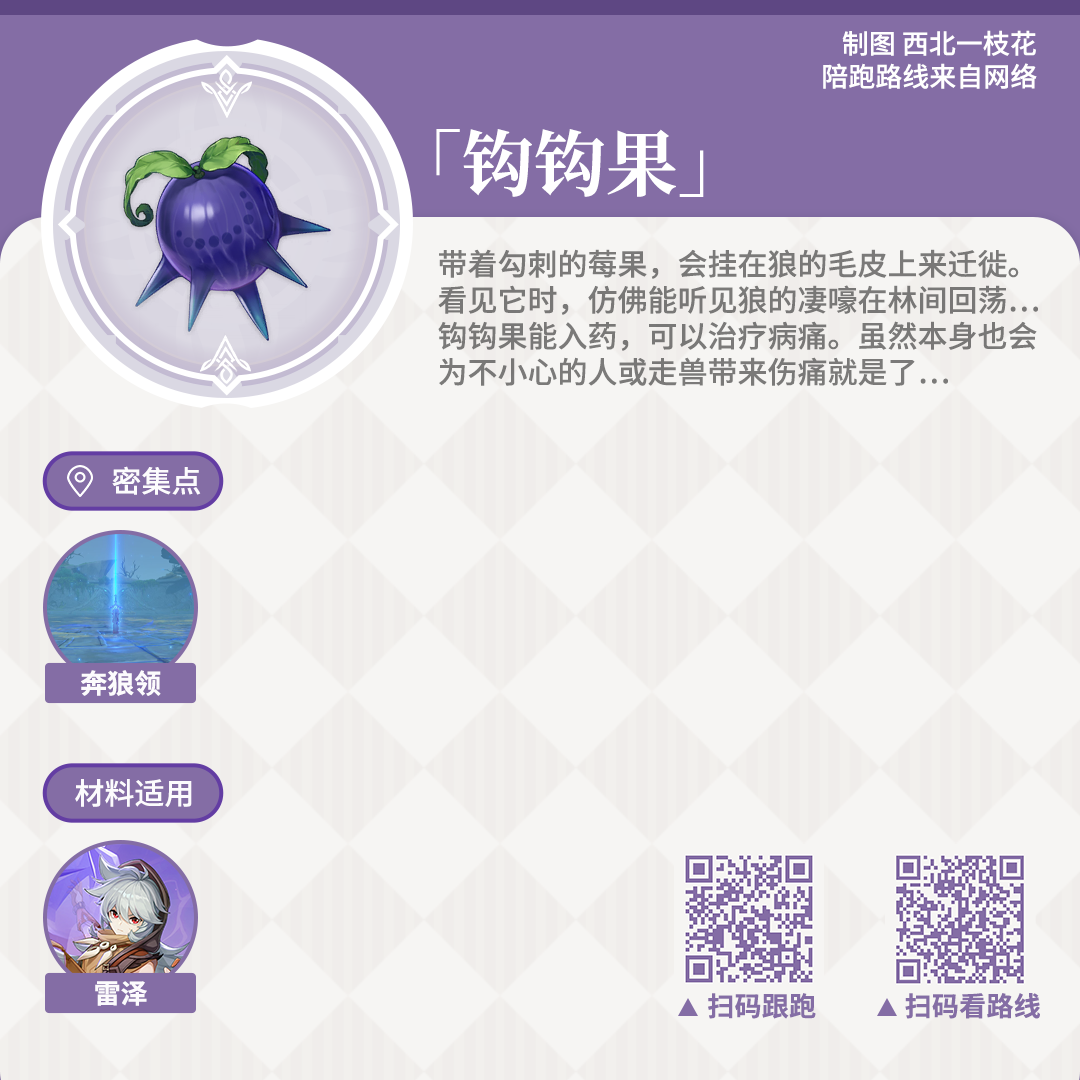 制图 西北一枝花
陪跑路线来自网络
「钩钩果」
带着勾刺的莓果，会挂在狼的毛皮上来迁徙。
看见它时，仿佛能听见狼的凄嚎在林间回荡…
钩钩果能入药，可以治疗病痛。虽然本身也会
为不小心的人或走兽带来伤痛就是了…
密集点
奔狼领
材料适用
雷泽
▲ 扫码跟跑
▲ 扫码看路线